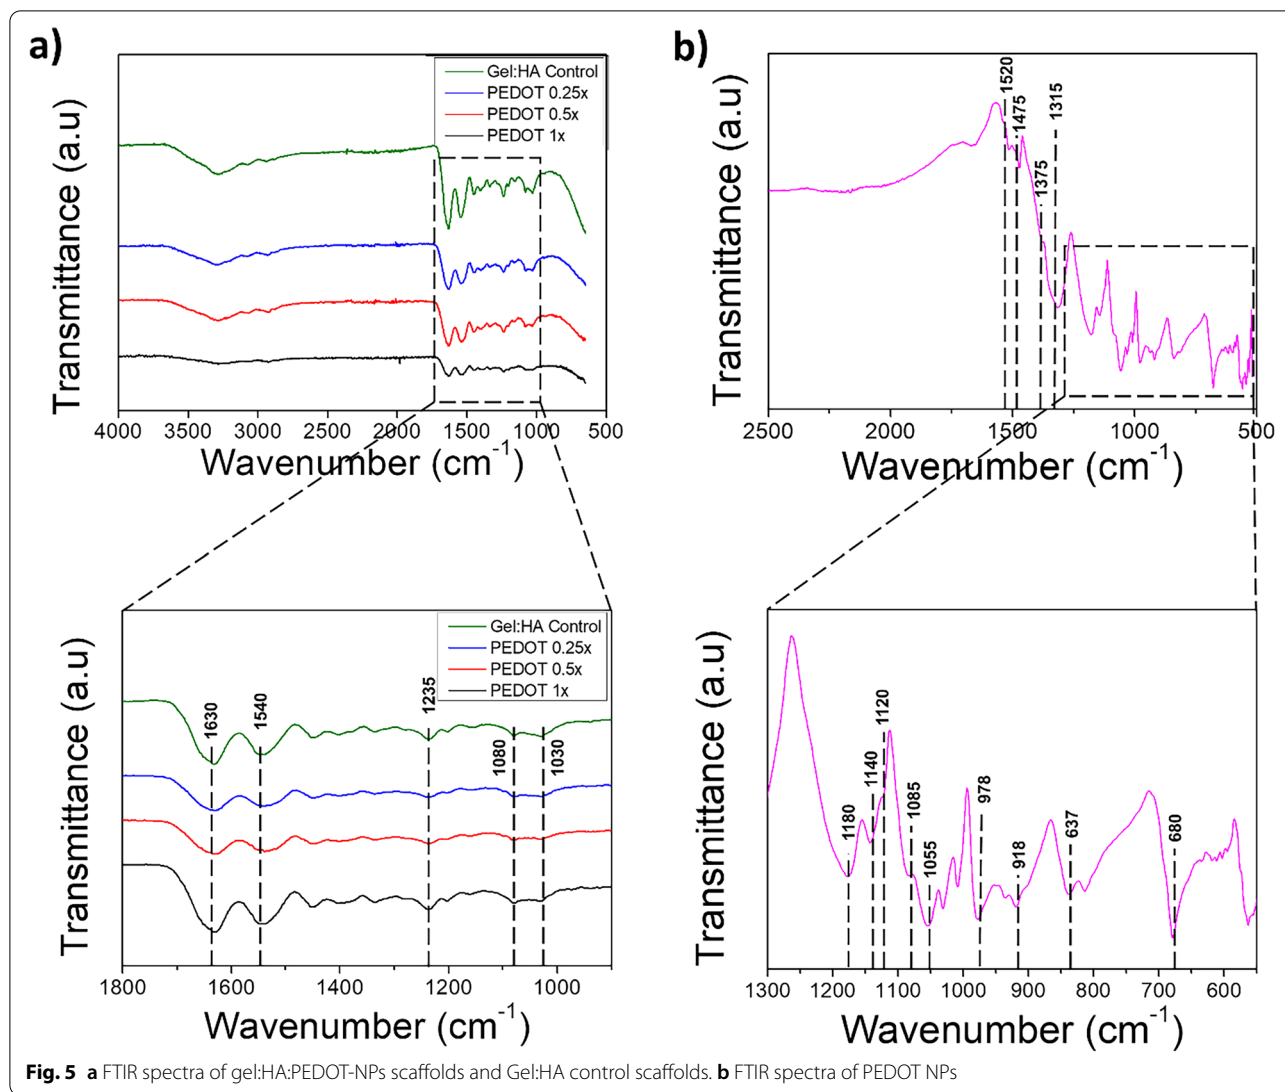 a)
Transmittance (a.u)
Gel:HA Control
PEDOT 0.25x
PEDOT 0.5x
PEDOT 1x
4000 3500 3000 2500 2000 1500 1000 500
Wavenumber (cm-1)
b)
Transmittance (a.u)
1520
1475
1375
1315
2500 2000 1500 1000 500
Wavenumber (cm-1)
Transmittance (a.u)
Gel:HA Control
PEDOT 0.25x
PEDOT 0.5x
PEDOT 1x
1630
1540
1235
1080
1030
1800 1600 1400 1200 1000
Wavenumber (cm-1)
Transmittance (a.u)
1180
1140
1120
1085
1055
978
918
637
680
1300 1200 1100 1000 900 800 700 600
Wavenumber (cm-1)
Fig. 5 a FTIR spectra of gel:HA:PEDOT-NPs scaffolds and Gel:HA control scaffolds. b FTIR spectra of PEDOT NPs